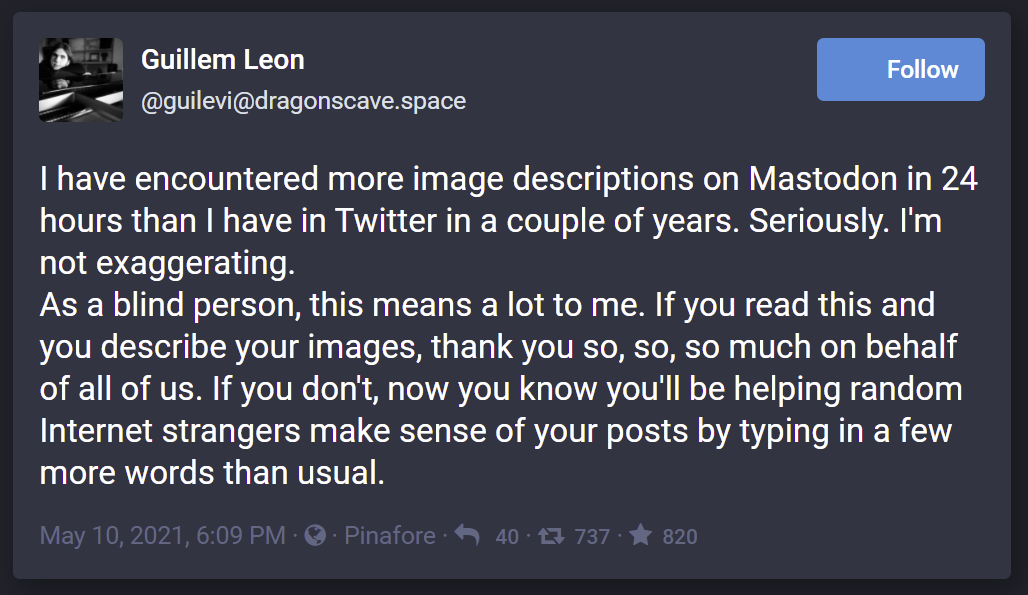 Guillem Leon
@guilevi@dragonscave.space
Follow
I have encountered more image descriptions on Mastodon in 24
hours than I have in Twitter in a couple of years. Seriously. I'm
not exaggerating.
As a blind person, this means a lot to me. If you read this and
you describe your images, thank you so, so, so much on behalf
of all of us. If you don't, now you know you'll be helping random
Internet strangers make sense of your posts by typing in a few
more words than usual.
May 10, 2021, 6:09 PM · Pinafore · 40 · 737 · 820